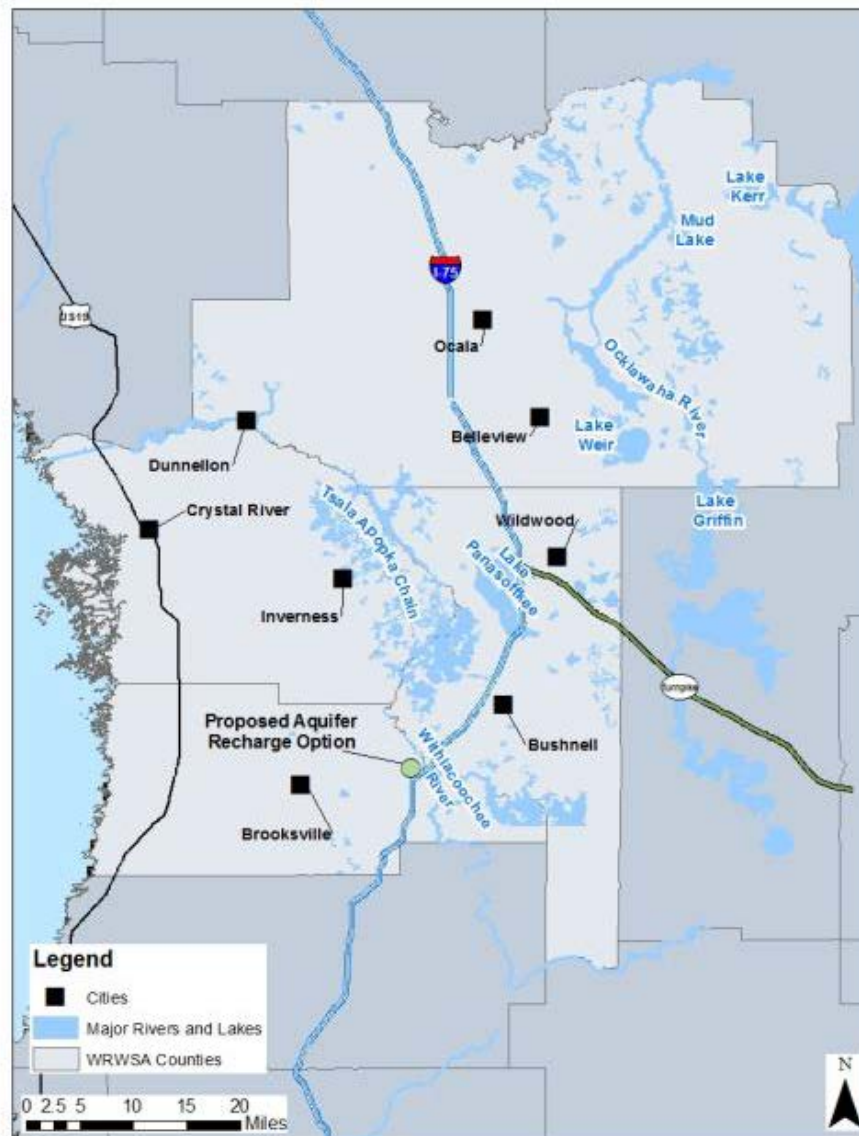 Lake
Kerr
Mud
Lake
I-75
US19
Ocala
Ocklawaha River
Belleview
Lake
Weir
Dunnellon
Lake
Griffin
Crystal River
Tsala Apopka Chain
Wildwood
Lake
Panasoffkee
Inverness
Turnpike
Proposed Aquifer
Recharge Option
Bushnell
Withlacoochee
River
Brooksville
Legend
Cities
Major Rivers and Lakes
WRWSA Counties
N
0 2.5 5 10 15 20
Miles